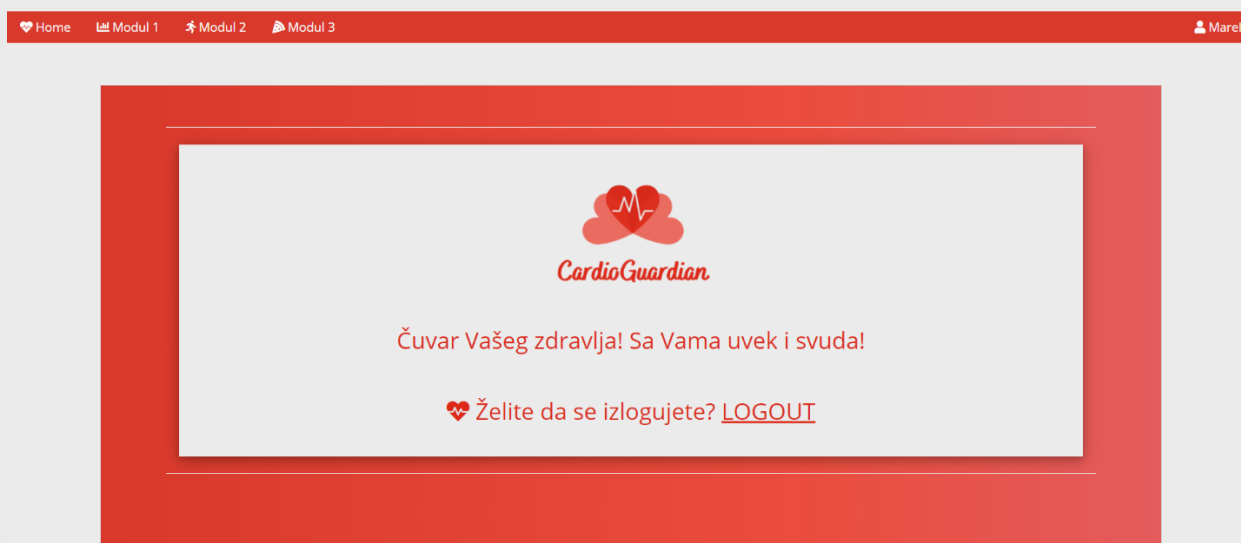 Home Modul 1 Modul 2 Modul 3 Marek
CardioGuardian
Čuvar Vašeg zdravlja! Sa Vama uvek i svuda!
Želite da se izlogujete? LOGOUT